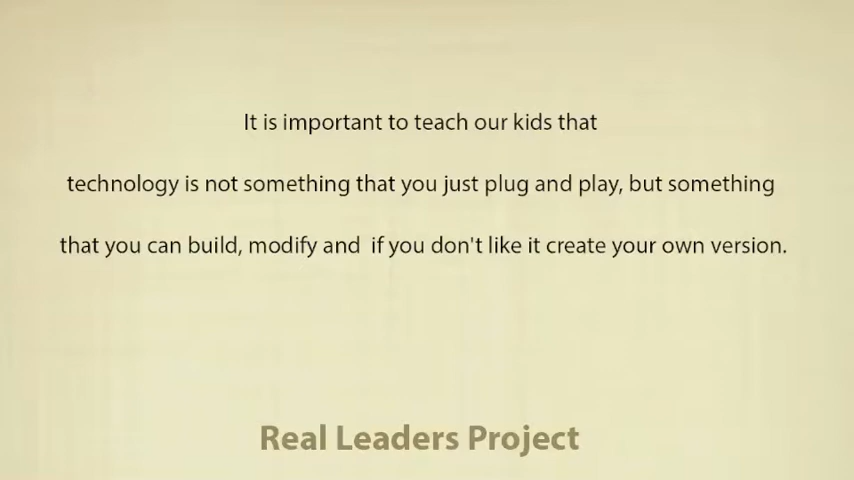 It is important to teach our kids that
technology is not something that you just plug and play, but something
that you can build, modify and  if you don't like it create your own version.
Real Leaders Project